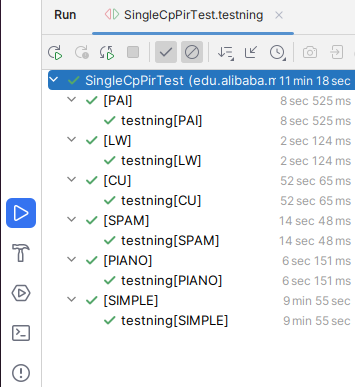 Run SingleCpPirTest.testning
SingleCpPirTest (edu.alibaba.m 11 min 18 sec
[PAI] 8 sec 525 ms
testning[PAI] 8 sec 525 ms
[LW] 2 sec 124 ms
testning[LW] 2 sec 124 ms
[CU] 52 sec 65 ms
testning[CU] 52 sec 65 ms
[SPAM] 14 sec 48 ms
testning[SPAM] 14 sec 48 ms
[PIANO] 6 sec 151 ms
testning[PIANO] 6 sec 151 ms
[SIMPLE] 9 min 55 sec
testning[SIMPLE] 9 min 55 sec